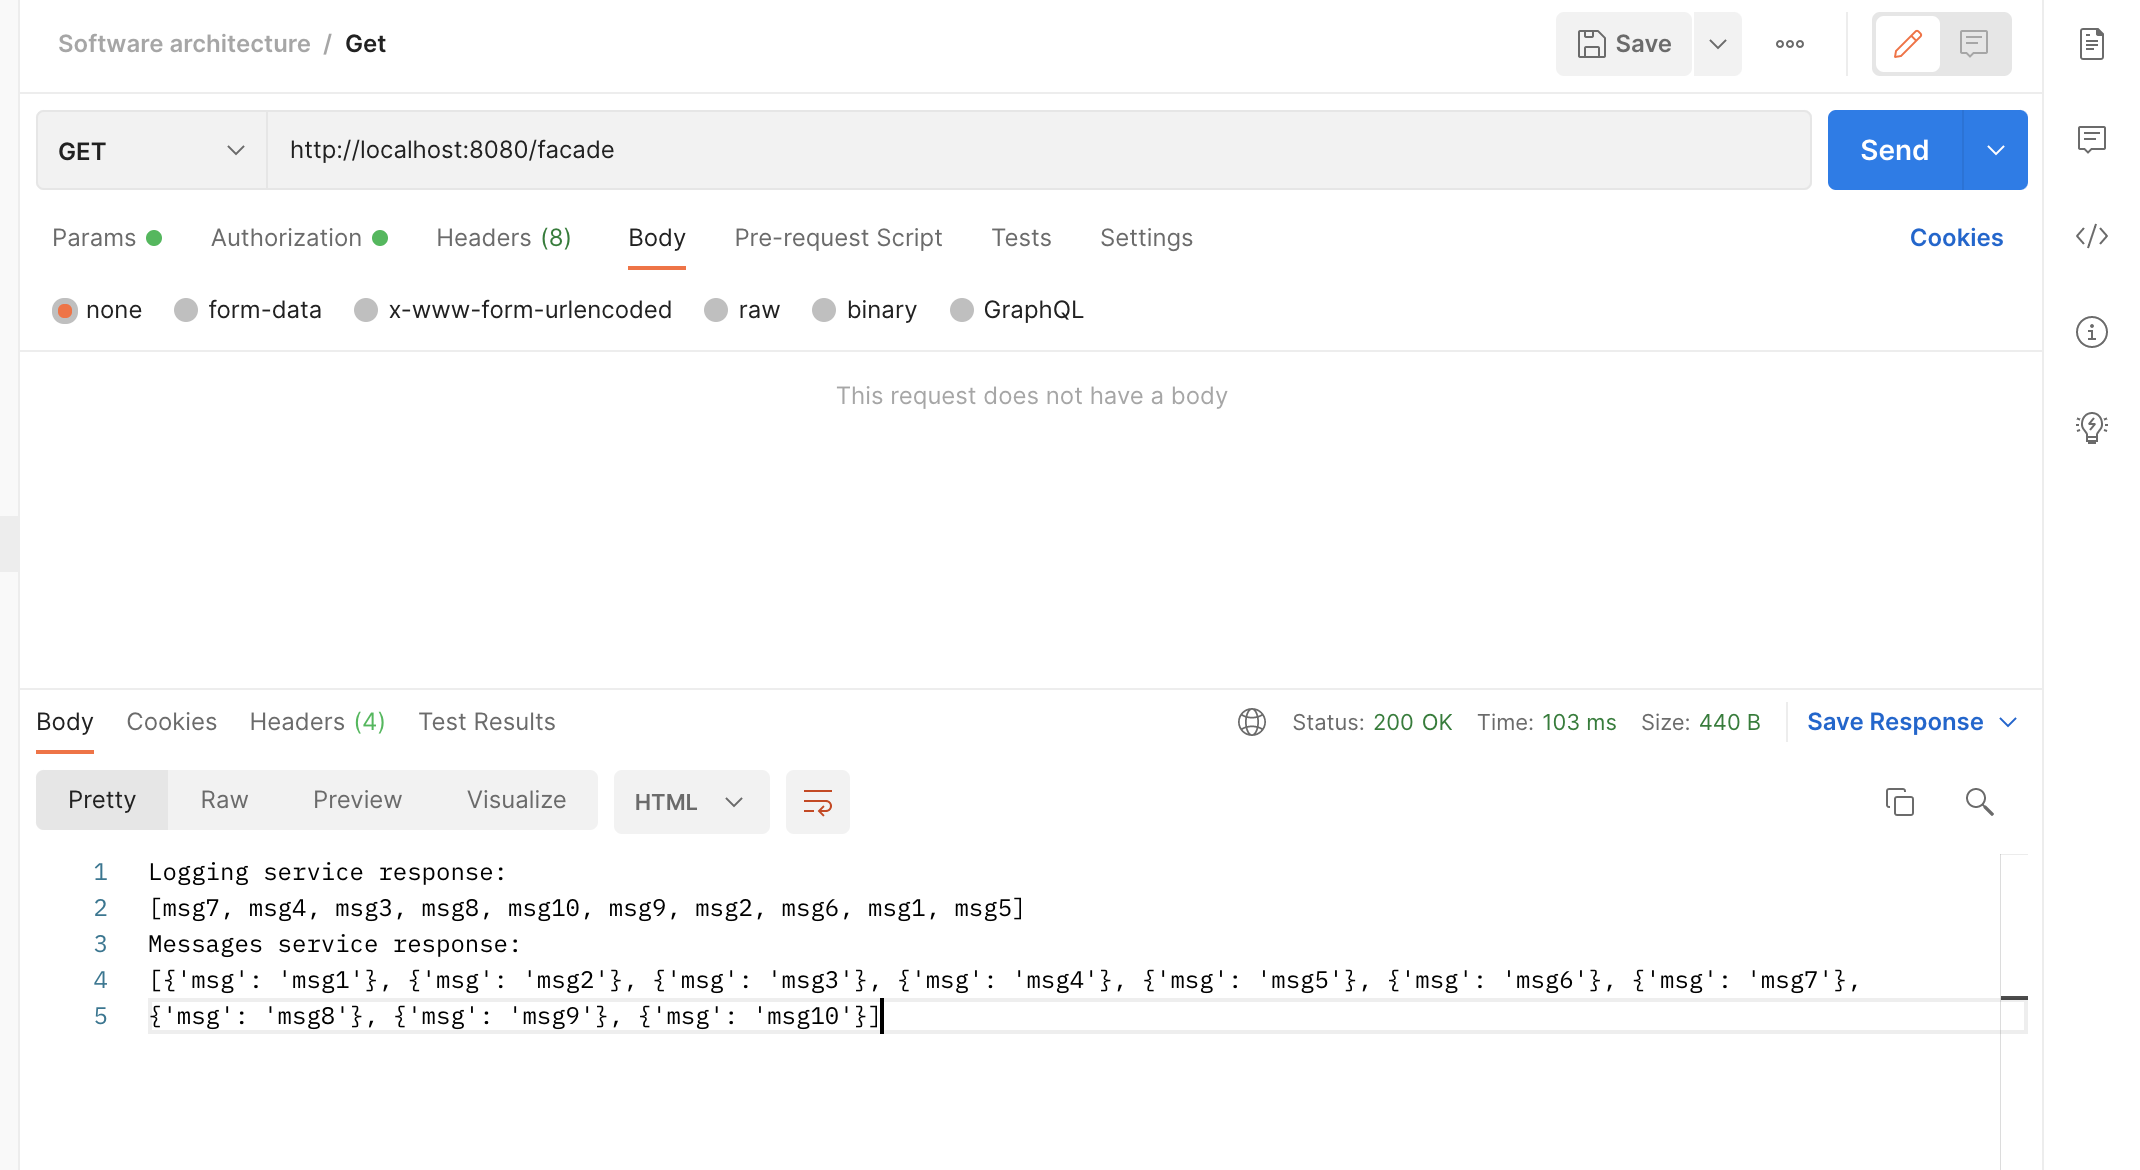 Software architecture / Get
Save
GET http://localhost:8080/facade Send
Params Authorization Headers (8) Body Pre-request Script Tests Settings Cookies
none form-data x-www-form-urlencoded raw binary GraphQL
This request does not have a body
Body Cookies Headers (4) Test Results Status: 200 OK Time: 103 ms Size: 440 B Save Response
Pretty Raw Preview Visualize HTML
1 Logging service response:
2 [msg7, msg4, msg3, msg8, msg10, msg9, msg2, msg6, msg1, msg5]
3 Messages service response:
4 [{'msg': 'msg1'}, {'msg': 'msg2'}, {'msg': 'msg3'}, {'msg': 'msg4'}, {'msg': 'msg5'}, {'msg': 'msg6'}, {'msg': 'msg7'},
5 {'msg': 'msg8'}, {'msg': 'msg9'}, {'msg': 'msg10'}]